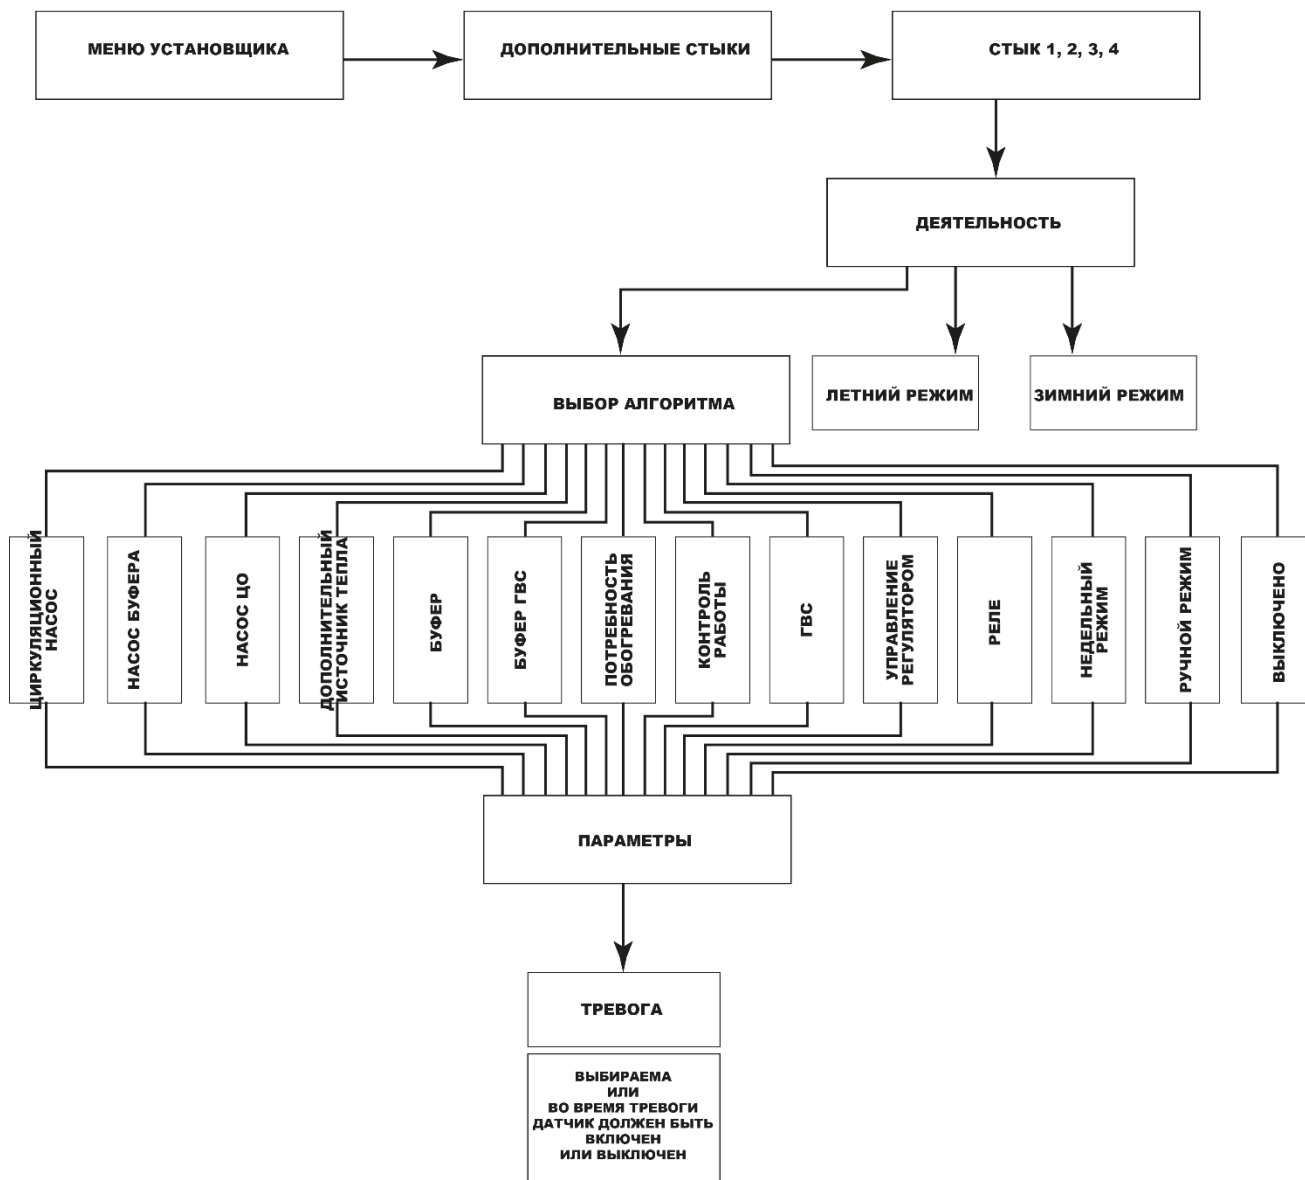 МЕНЮ УСТАНОВЩИКА
ДОПОЛНИТЕЛЬНЫЕ СТЫКИ
СТЫК 1, 2, 3, 4
ДЕЯТЕЛЬНОСТЬ
ВЫБОР АЛГОРИТМА
ЛЕТНИЙ РЕЖИМ
ЗИМНИЙ РЕЖИМ
ЦИРКУЛЯЦИОННЫЙ
НАСОС
НАСОС БУФЕРА
НАСОС ЦО
ДОПОЛНИТЕЛЬНЫЙ
ИСТОЧНИК ТЕПЛА
БУФЕР
БУФЕР ГВС
ПОТРЕБНОСТЬ
ОБОГРЕВАНИЯ
КОНТРОЛЬ
РАБОТЫ
ГВС
УПРАВЛЕНИЕ
РЕГУЛЯТОРОМ
РЕЛЕ
НЕДЕЛЬНЫЙ
РЕЖИМ
РУЧНОЙ РЕЖИМ
ВЫКЛЮЧЕНО
ПАРАМЕТРЫ
ТРЕВОГА
ВЫБИРАЕМА
ИЛИ
ВО ВРЕМЯ ТРЕВОГИ
ДАТЧИК ДОЛЖЕН БЫТЬ
ВКЛЮЧЕН
ИЛИ ВЫКЛЮЧЕН